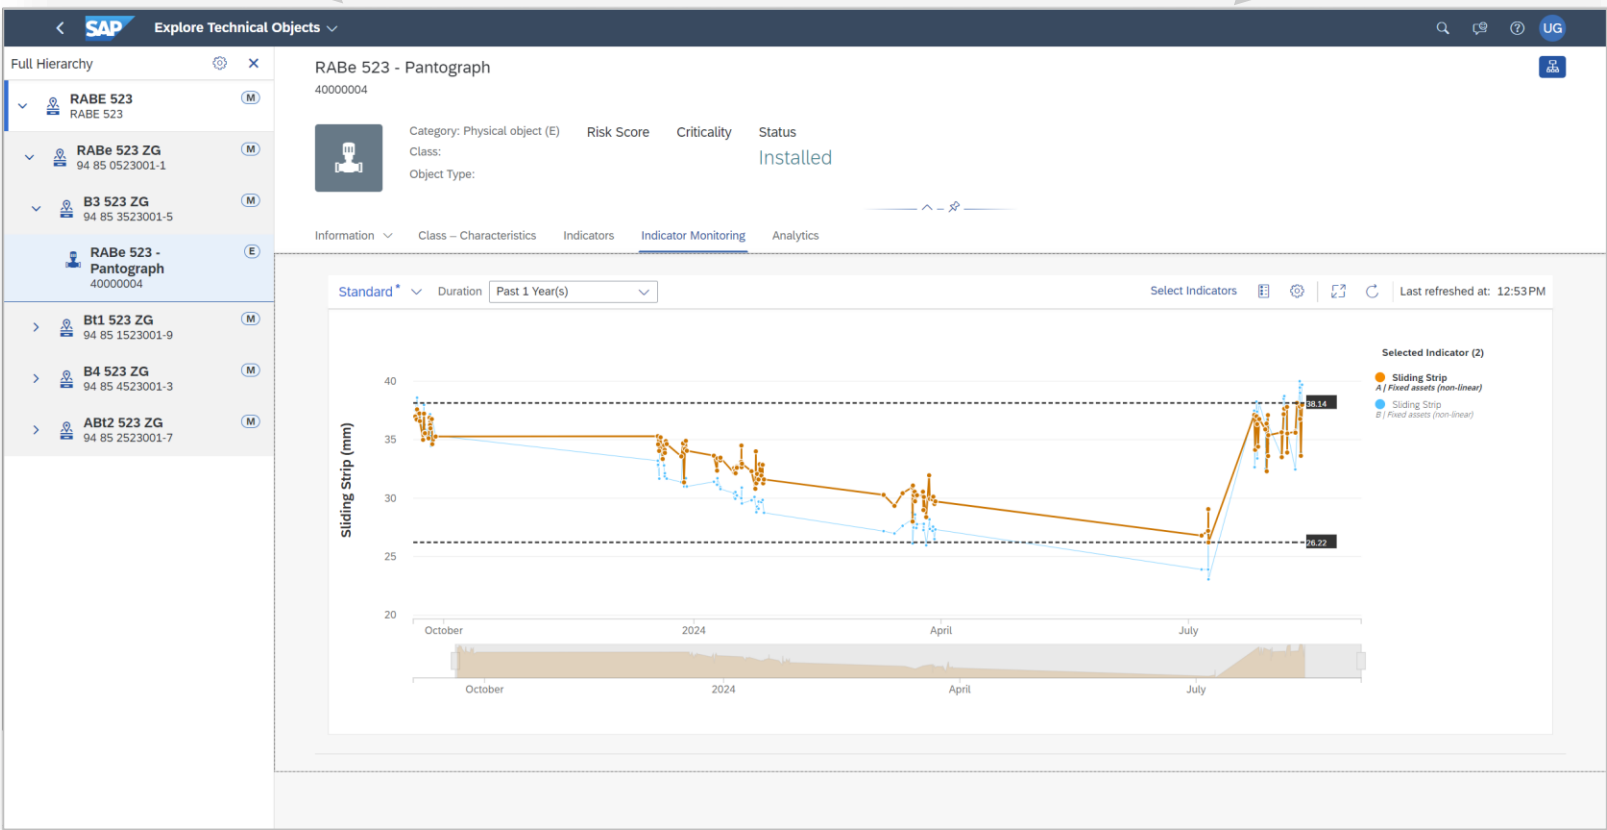 SAP
Explore Technical Objects
UG
Full Hierarchy
RABE 523
RABE 523
M
RABe 523 ZG
94 85 0523001-1
M
B3 523 ZG
94 85 3523001-5
M
RABe 523 -
Pantograph
40000004
E
Bt1 523 ZG
94 85 1523001-9
M
B4 523 ZG
94 85 4523001-3
M
ABt2 523 ZG
94 85 2523001-7
M
RABe 523 - Pantograph
40000004
Category: Physical object (E)
Class:
Object Type:
Risk Score
Criticality
Status
Installed
Information
Class – Characteristics
Indicators
Indicator Monitoring
Analytics
Standard*
Duration
Past 1 Year(s)
Select Indicators
Last refreshed at: 12:53 PM
Selected Indicator (2)
Sliding Strip
A | Fixed assets (non-linear)
Sliding Strip
B | Fixed assets (non-linear)
Sliding Strip (mm)
40
35
30
25
20
38.14
26.22
October
2024
April
July
October
2024
April
July